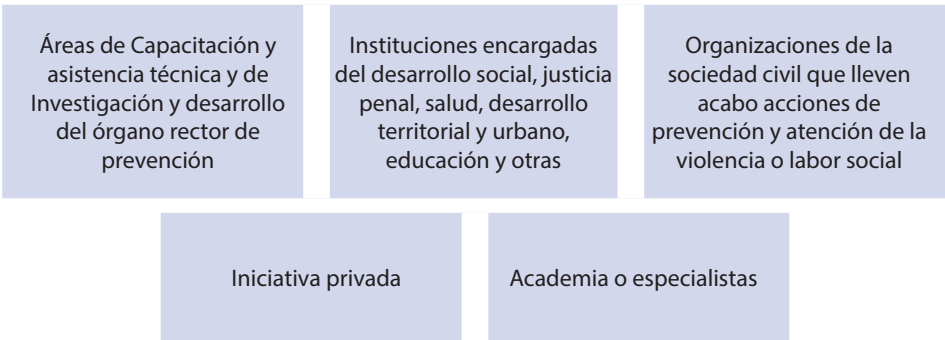 Áreas de Capacitación y
asistencia técnica y de
Investigación y desarrollo
del órgano rector de
prevención
Instituciones encargadas
del desarrollo social, justicia
penal, salud, desarrollo
territorial y urbano,
educación y otras
Organizaciones de la
sociedad civil que lleven
acabo acciones de
prevención y atención de la
violencia o labor social
Iniciativa privada
Academia o especialistas